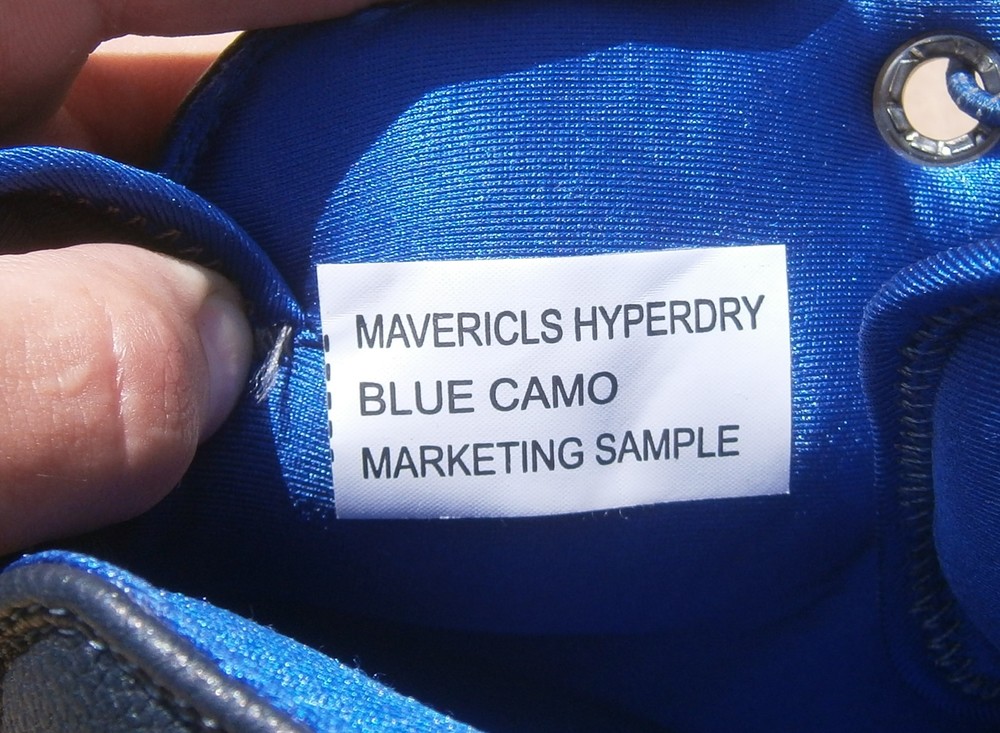 MAVERICLS HYPERDRY
BLUE CAMO
MARKETING SAMPLE